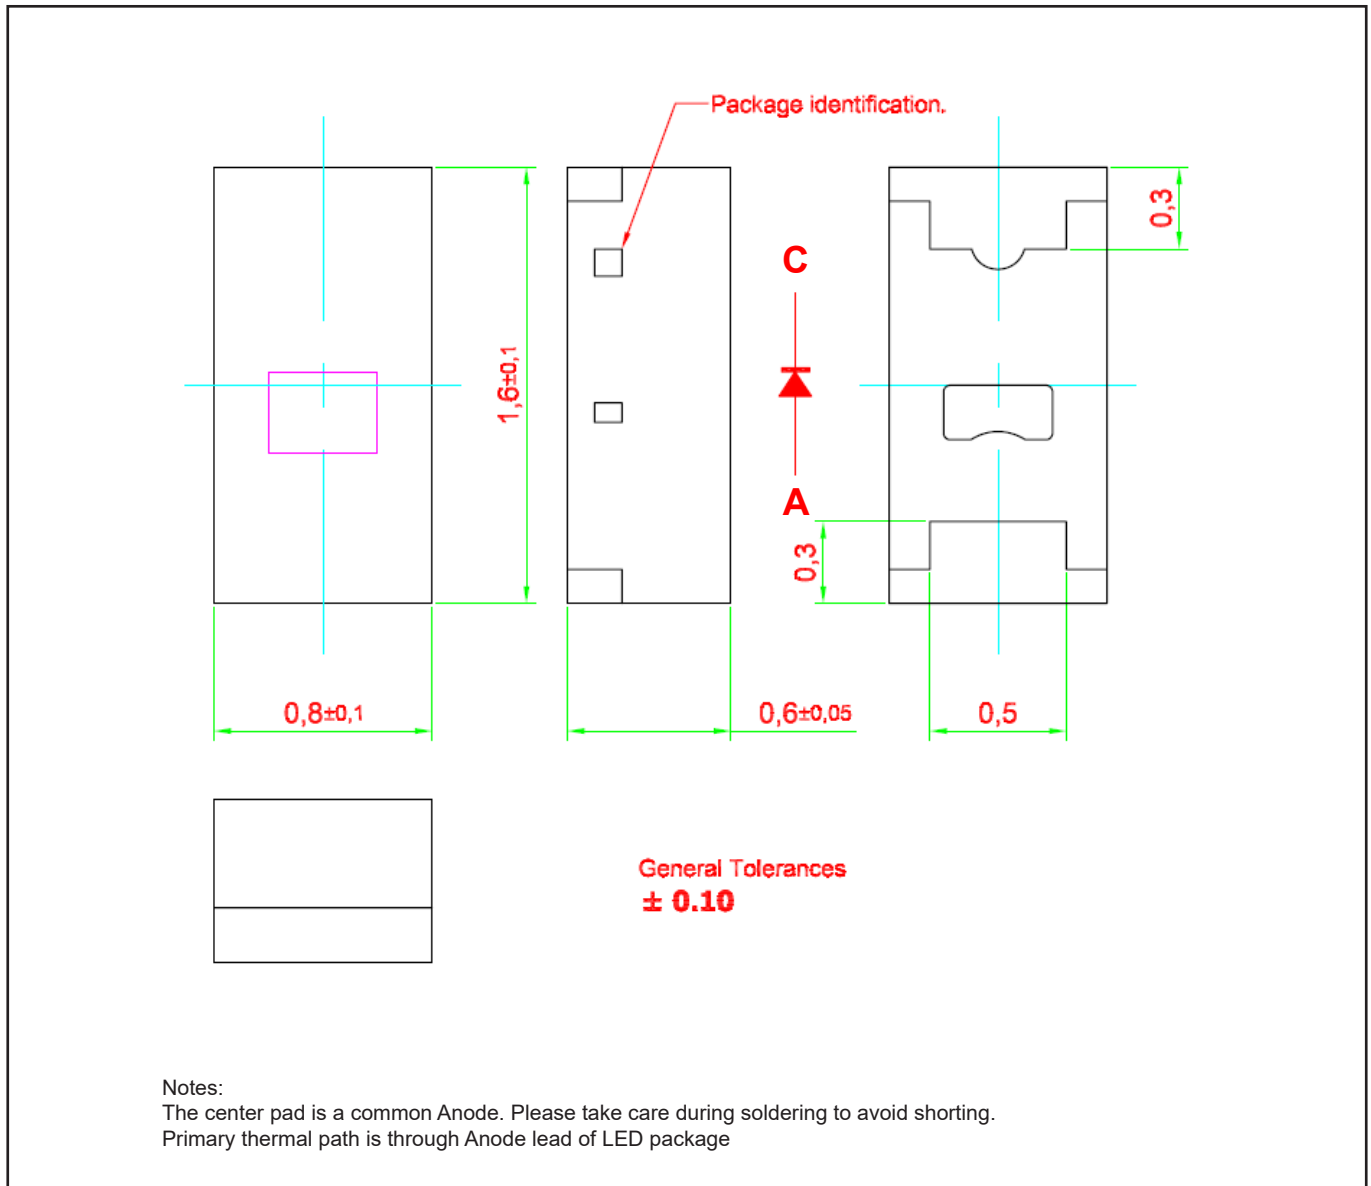 Package identification.
0,3
C
1,6±0,1
A
0,3
0,8±0,1
0,6±0,05
0,5
General Tolerances
± 0.10
Notes:
The center pad is a common Anode. Please take care during soldering to avoid shorting.
Primary thermal path is through Anode lead of LED package